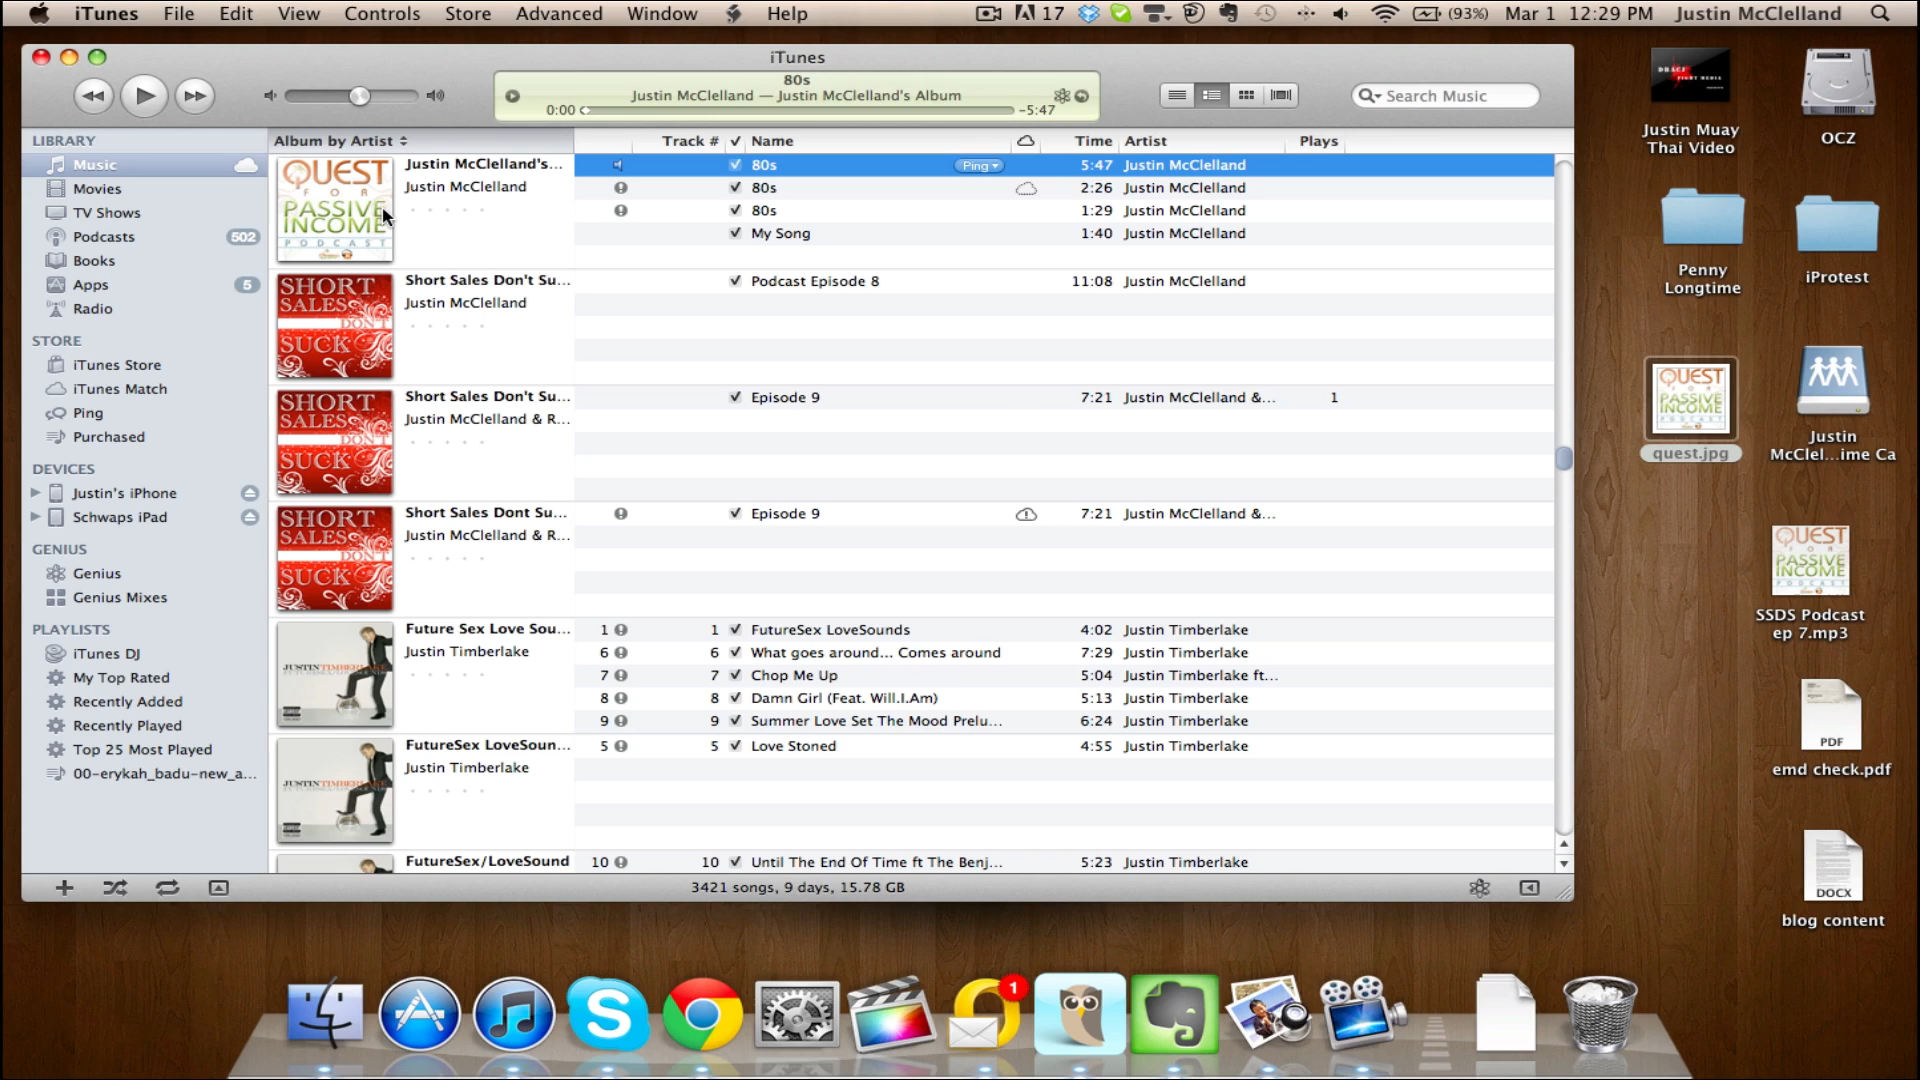 iTunes File Edit View Controls Store Advanced Window Help 17 (93%) Mar 1 12:29 PM Justin McClelland
iTunes
80s
Justin McClelland — Justin McClelland's Album
0:00 -5:47
Search Music
LIBRARY
Music
Movies
TV Shows
Podcasts 502
Books
Apps 5
Radio
STORE
iTunes Store
iTunes Match
Ping
Purchased
DEVICES
Justin's iPhone
Schwaps iPad
GENIUS
Genius
Genius Mixes
PLAYLISTS
iTunes DJ
My Top Rated
Recently Added
Recently Played
Top 25 Most Played
00-erykah_badu-new_a...
Album by Artist Track # Name Time Artist Plays
QUEST
FOR
PASSIVE
INCOME
PODCAST
Justin McClelland's...
Justin McClelland
80s Ping 5:47 Justin McClelland
80s 2:26 Justin McClelland
80s 1:29 Justin McClelland
My Song 1:40 Justin McClelland
SHORT
SALES
DON'T
SUCK
Short Sales Don't Su...
Justin McClelland
Podcast Episode 8 11:08 Justin McClelland
SHORT
SALES
DON'T
SUCK
Short Sales Don't Su...
Justin McClelland & R...
Episode 9 7:21 Justin McClelland &... 1
SHORT
SALES
DON'T
SUCK
Short Sales Dont Su...
Justin McClelland & R...
Episode 9 7:21 Justin McClelland &...
JUSTIN TIMBERLAKE
Future Sex Love Sou...
Justin Timberlake
1 1 FutureSex LoveSounds 4:02 Justin Timberlake
6 6 What goes around... Comes around 7:29 Justin Timberlake
7 7 Chop Me Up 5:04 Justin Timberlake ft...
8 8 Damn Girl (Feat. Will.I.Am) 5:13 Justin Timberlake
9 9 Summer Love Set The Mood Prelu... 6:24 Justin Timberlake
JUSTIN TIMBERLAKE
FutureSex LoveSoun...
Justin Timberlake
5 5 Love Stoned 4:55 Justin Timberlake
FutureSex/LoveSound
10 10 Until The End Of Time ft The Benj... 5:23 Justin Timberlake
3421 songs, 9 days, 15.78 GB
Justin Muay
Thai Video
OCZ
Penny
Longtime
iProtest
QUEST
FOR
PASSIVE
INCOME
PODCAST
quest.jpg
Justin
McClel...ime Ca
QUEST
FOR
PASSIVE
INCOME
PODCAST
SSDS Podcast
ep 7.mp3
PDF
emd check.pdf
DOCX
blog content
1